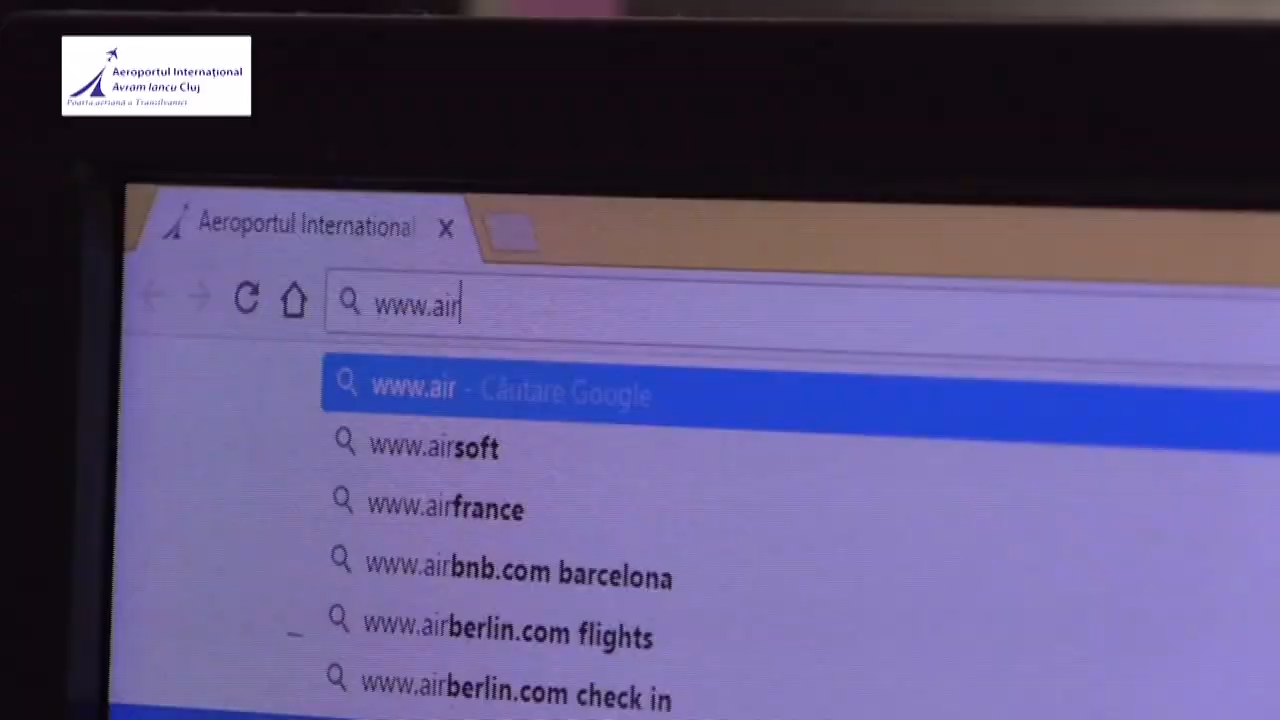 Aeroportul Internaţional
Avram Iancu Cluj
Poarta aeriană a Transilvaniei
Aeroportul International
www.air
www.air - Căutare Google
www.airsoft
www.airfrance
www.airbnb.com barcelona
www.airberlin.com flights
www.airberlin.com check in